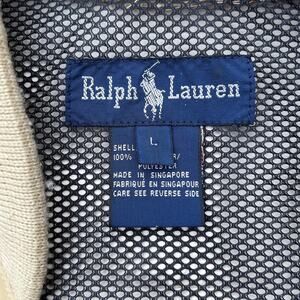 Ralph Lauren
L
SHELL
100%
POLYESTER
MADE IN SINGAPORE
FABRIQUÉ EN SINGAPOUR
CARE SEE REVERSE SIDE